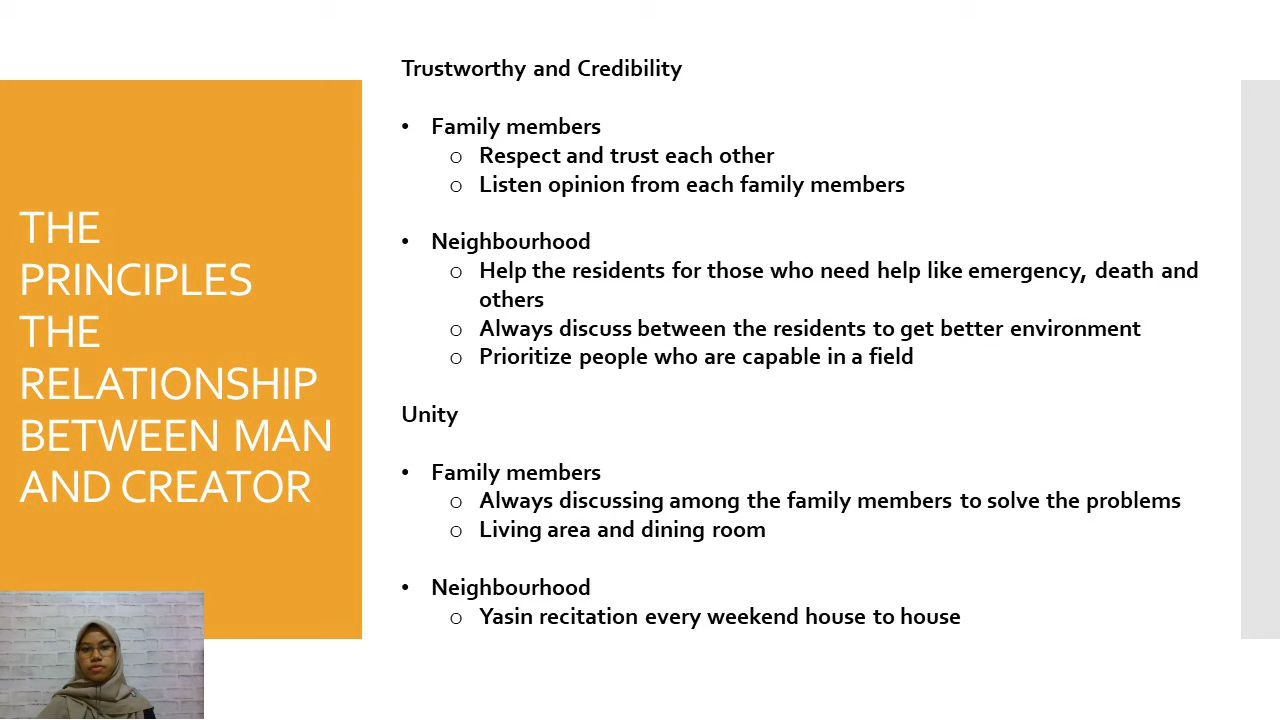 THE
PRINCIPLES
THE
RELATIONSHIP
BETWEEN MAN
AND CREATOR
Trustworthy and Credibility
• Family members
o Respect and trust each other
o Listen opinion from each family members
• Neighbourhood
o Help the residents for those who need help like emergency, death and
others
o Always discuss between the residents to get better environment
o Prioritize people who are capable in a field
Unity
• Family members
o Always discussing among the family members to solve the problems
o Living area and dining room
• Neighbourhood
o Yasin recitation every weekend house to house